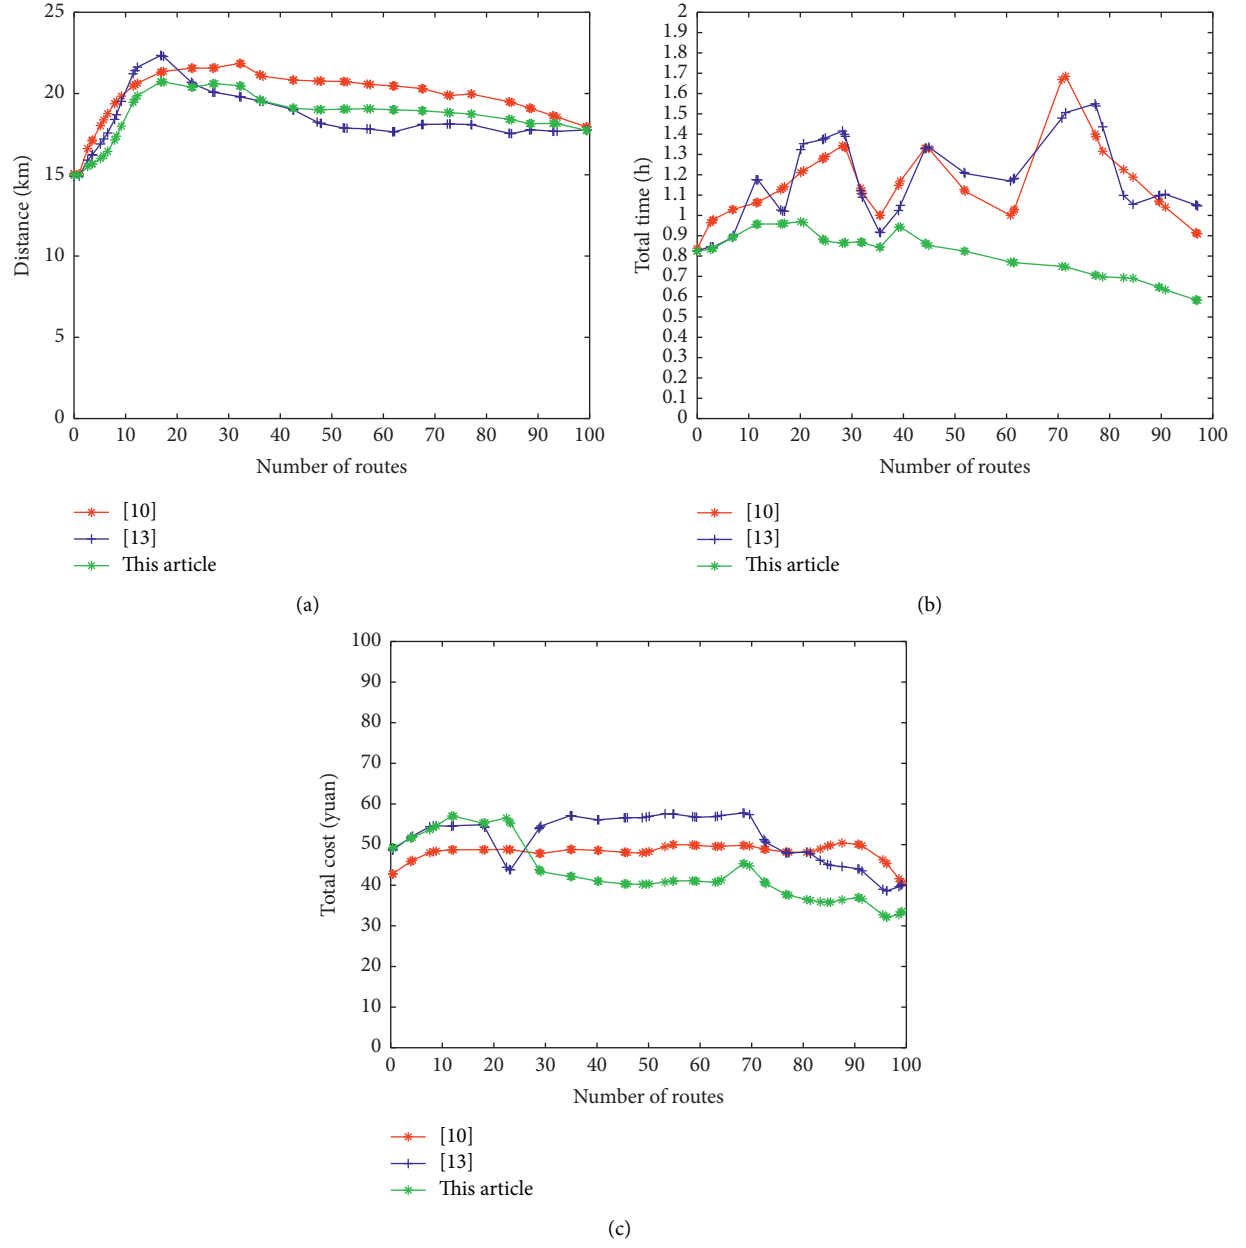 25
20
15
10
5
0
Distance (km)
0 10 20 30 40 50 60 70 80 90 100
Number of routes
[10]
[13]
This article
(a)
2
1.9
1.8
1.7
1.6
1.5
1.4
1.3
1.2
1.1
1
0.9
0.8
0.7
0.6
0.5
0.4
0.3
0.2
0.1
0
Total time (h)
0 10 20 30 40 50 60 70 80 90 100
Number of routes
[10]
[13]
This article
(b)
100
90
80
70
60
50
40
30
20
10
0
Total cost (yuan)
0 10 20 30 40 50 60 70 80 90 100
Number of routes
[10]
[13]
This article
(c)